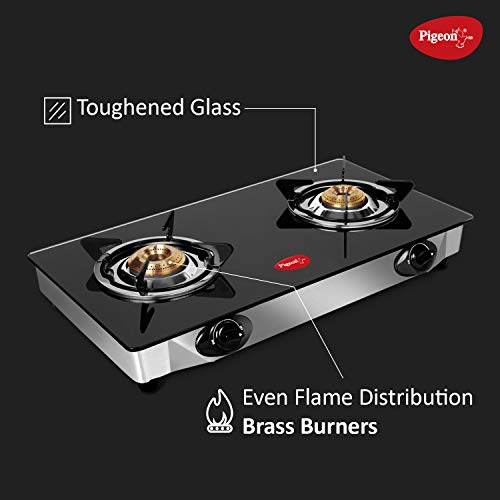 Pigeon
Toughened Glass
Pigeon
Even Flame Distribution
Brass Burners